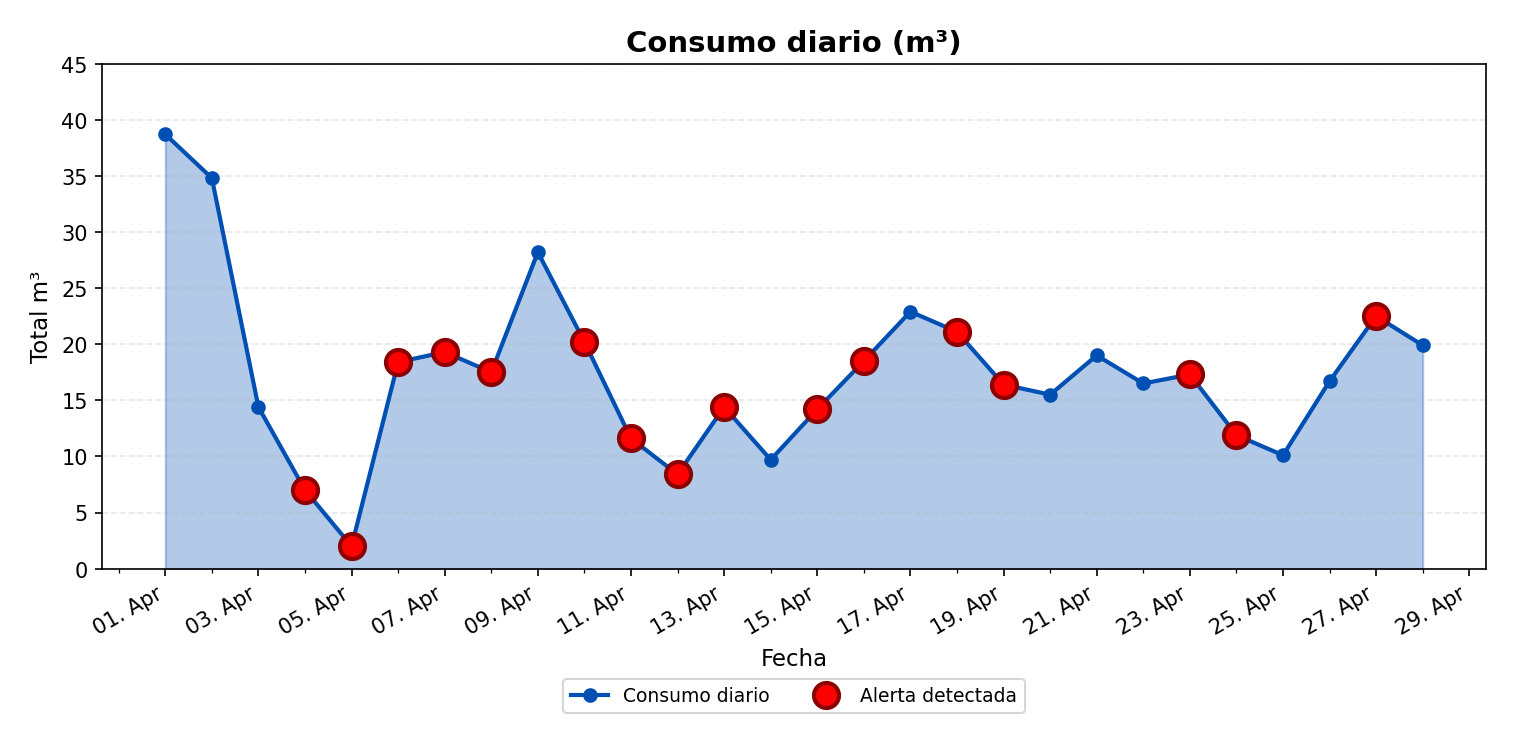 Consumo diario (m³)
45
40
35
30
25
20
15
10
5
0
Total m³
01. Apr
03. Apr
05. Apr
07. Apr
09. Apr
11. Apr
13. Apr
15. Apr
17. Apr
19. Apr
21. Apr
23. Apr
25. Apr
27. Apr
29. Apr
Fecha
Consumo diario
Alerta detectada